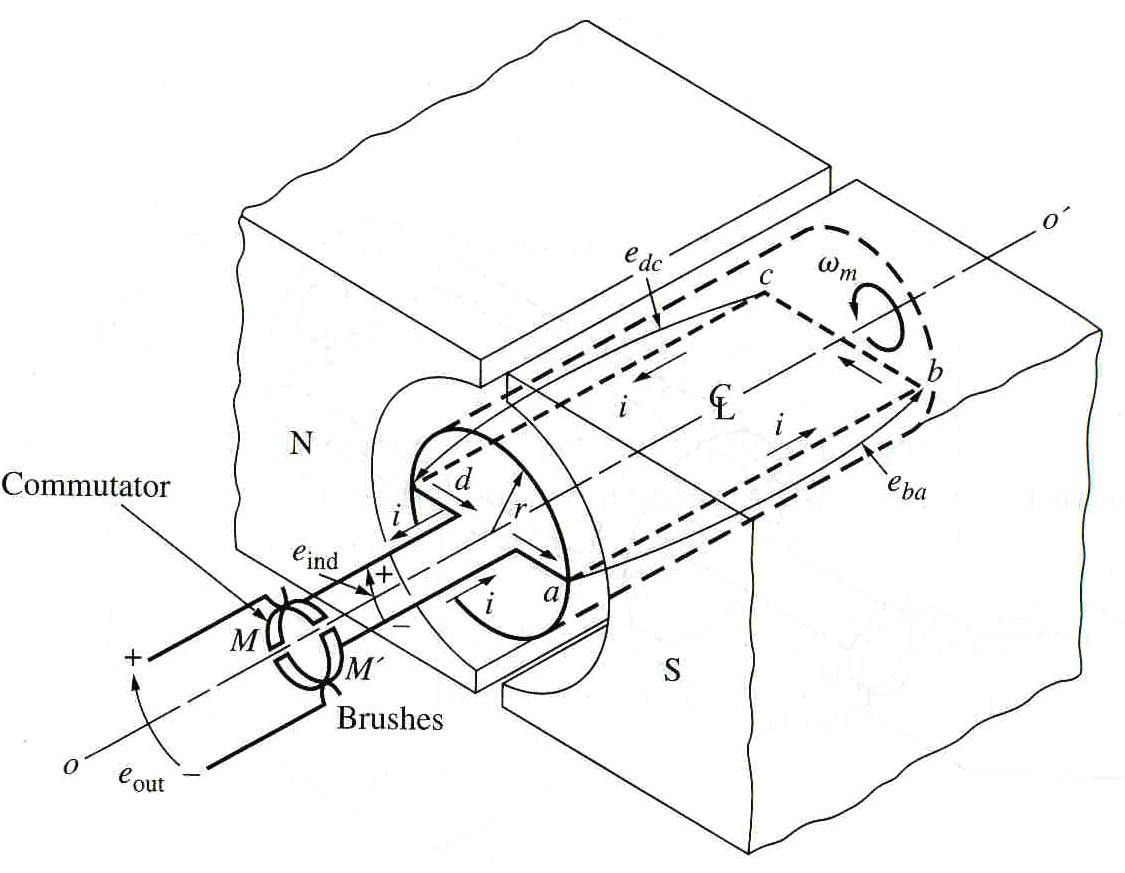 o´
e_dc
c
ω_m
b
i
℄
i
N
e_ba
d
Commutator
r
i
e_ind
+
a
i
−
M
+
M´
S
Brushes
o
e_out
−